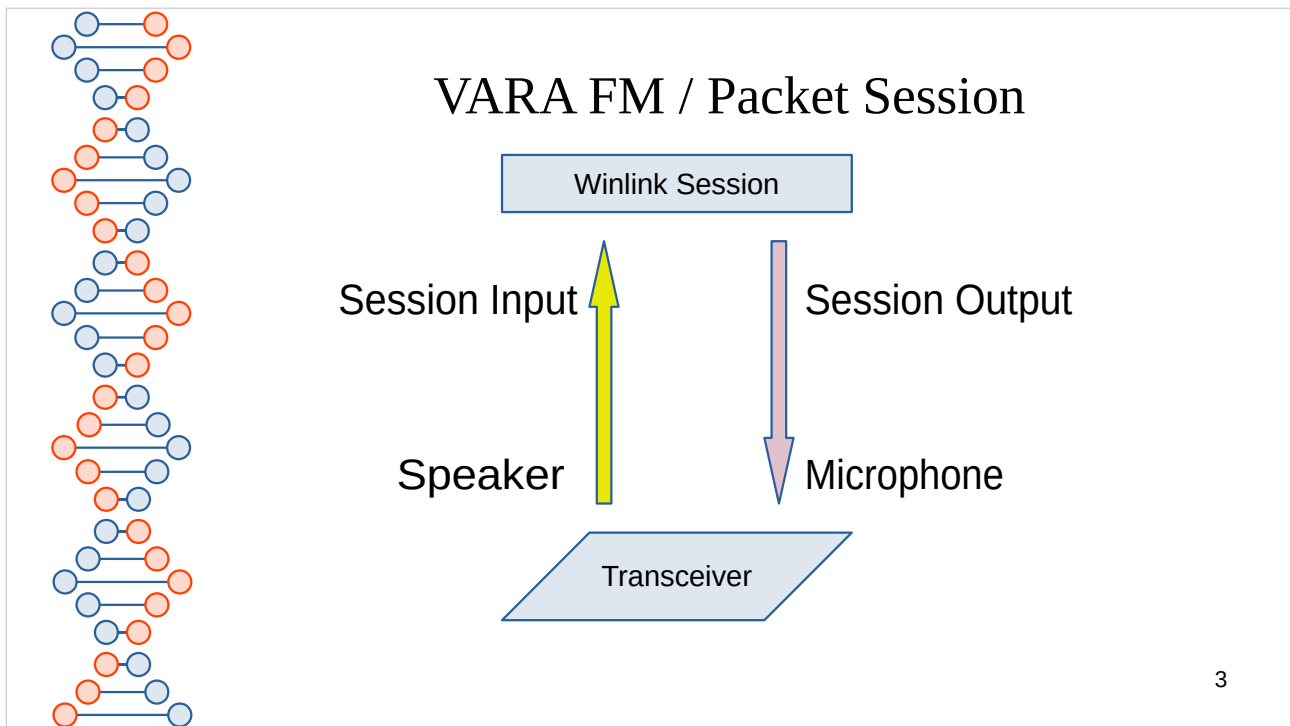 VARA FM / Packet Session
Winlink Session
Session Input
Session Output
Speaker
Microphone
Transceiver
3